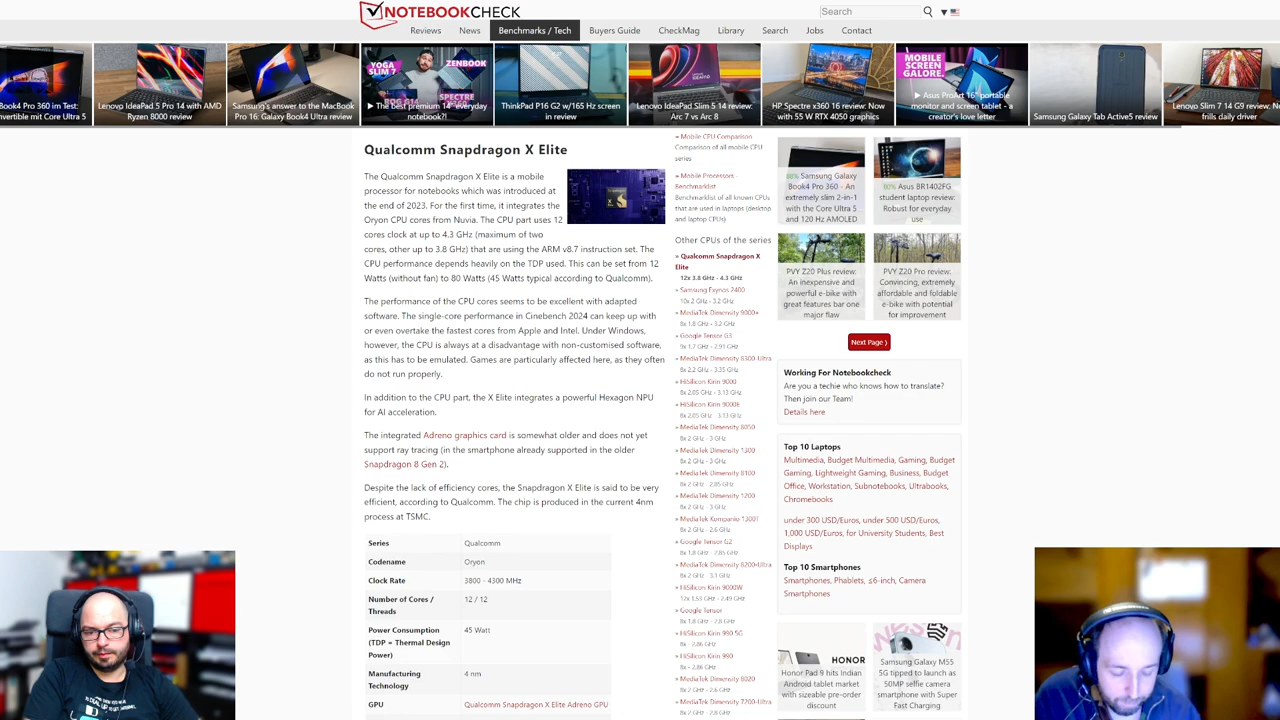 NOTEBOOKCHECK
Search
Reviews
News
Benchmarks / Tech
Buyers Guide
CheckMag
Library
Search
Jobs
Contact
Book4 Pro 360 im Test:
nvertible mit Core Ultra 5
Lenovo IdeaPad 5 Pro 14 with AMD
Ryzen 8000 review
Samsung's answer to the MacBook
Pro 16: Galaxy Book4 Ultra review
YOGA
SLIM 7
ZENBOOK
▶ The best premium 14" everyday
notebook?!
ThinkPad P16 G2 w/165 Hz screen
in review
Lenovo IdeaPad Slim 5 14 review:
Arc 7 vs Arc 8
HP Spectre x360 16 review: Now
with 55 W RTX 4050 graphics
MOBILE
SCREEN
GALORE.
▶ Asus ProArt 16" portable
monitor and screen tablet - a
creator's love letter
Samsung Galaxy Tab Active5 review
Lenovo Slim 7 14 G9 review: No
frills daily driver
Qualcomm Snapdragon X Elite
The Qualcomm Snapdragon X Elite is a mobile
processor for notebooks which was introduced at
the end of 2023. For the first time, it integrates the
Oryon CPU cores from Nuvia. The CPU part uses 12
cores clock at up to 4.3 GHz (maximum of two
cores, other up to 3.8 GHz) that are using the ARM v8.7 instruction set. The
CPU performance depends heavily on the TDP used. This can be set from 12
Watts (without fan) to 80 Watts (45 Watts typical according to Qualcomm).
The performance of the CPU cores seems to be excellent with adapted
software. The single-core performance in Cinebench 2024 can keep up with
or even overtake the fastest cores from Apple and Intel. Under Windows,
however, the CPU is always at a disadvantage with non-customised software,
as this has to be emulated. Games are particularly affected here, as they often
do not run properly.
In addition to the CPU part, the X Elite integrates a powerful Hexagon NPU
for AI acceleration.
The integrated Adreno graphics card is somewhat older and does not yet
support ray tracing (in the smartphone already supported in the older
Snapdragon 8 Gen 2).
Despite the lack of efficiency cores, the Snapdragon X Elite is said to be very
efficient, according to Qualcomm. The chip is produced in the current 4nm
process at TSMC.
Series Qualcomm
Codename Oryon
Clock Rate 3800 - 4300 MHz
Number of Cores / 12 / 12
Threads
Power Consumption 45 Watt
(TDP = Thermal Design
Power)
Manufacturing 4 nm
Technology
GPU Qualcomm Snapdragon X Elite Adreno GPU
» Mobile CPU Comparison
Comparison of all mobile CPU
series
» Mobile Processors -
Benchmarklist
Benchmarklist of all known CPUs
that are used in laptops (desktop
and laptop CPUs)
Other CPUs of the series
» Qualcomm Snapdragon X
Elite
12x 3.8 GHz - 4.3 GHz
» Samsung Exynos 2400
10x 2 GHz - 3.2 GHz
» MediaTek Dimensity 9000+
8x 1.8 GHz - 3.2 GHz
» Google Tensor G3
9x 1.7 GHz - 2.91 GHz
» MediaTek Dimensity 8300-Ultra
8x 2.2 GHz - 3.35 GHz
» HiSilicon Kirin 9000
8x 2.05 GHz - 3.13 GHz
» HiSilicon Kirin 9000E
8x 2.05 GHz - 3.13 GHz
» MediaTek Dimensity 8050
8x 2 GHz - 3 GHz
» MediaTek Dimensity 1300
8x 2 GHz - 3 GHz
» MediaTek Dimensity 8100
8x 2 GHz - 2.85 GHz
» MediaTek Dimensity 1200
8x 2 GHz - 3 GHz
» MediaTek Kompanio 1300T
8x 2 GHz - 2.6 GHz
» Google Tensor G2
8x 1.8 GHz - 2.85 GHz
» MediaTek Dimensity 8200-Ultra
8x 2 GHz - 3.1 GHz
» HiSilicon Kirin 9000W
12x 1.53 GHz - 2.49 GHz
» Google Tensor
8x 1.8 GHz - 2.8 GHz
» HiSilicon Kirin 990 5G
8x - 2.86 GHz
» HiSilicon Kirin 990
8x - 2.86 GHz
» MediaTek Dimensity 8020
8x 2 GHz - 2.6 GHz
» MediaTek Dimensity 7200-Ultra
8x 2 GHz - 2.8 GHz
88% Samsung Galaxy
Book4 Pro 360 - An
extremely slim 2-in-1
with the Core Ultra 5
and 120 Hz AMOLED
80% Asus BR1402FG
student laptop review:
Robust for everyday
use
PVY Z20 Plus review:
An inexpensive and
powerful e-bike with
great features bar one
major flaw
PVY Z20 Pro review:
Convincing, extremely
affordable and foldable
e-bike with potential
for improvement
Next Page ⟩
Working For Notebookcheck
Are you a techie who knows how to translate?
Then join our Team!
Details here
Top 10 Laptops
Multimedia, Budget Multimedia, Gaming, Budget
Gaming, Lightweight Gaming, Business, Budget
Office, Workstation, Subnotebooks, Ultrabooks,
Chromebooks
under 300 USD/Euros, under 500 USD/Euros,
1,000 USD/Euros, for University Students, Best
Displays
Top 10 Smartphones
Smartphones, Phablets, ≤6-inch, Camera
Smartphones
HONOR
Honor Pad 9 hits Indian
Android tablet market
with sizeable pre-order
discount
Samsung Galaxy M55
5G tipped to launch as
50MP selfie camera
smartphone with Super
Fast Charging